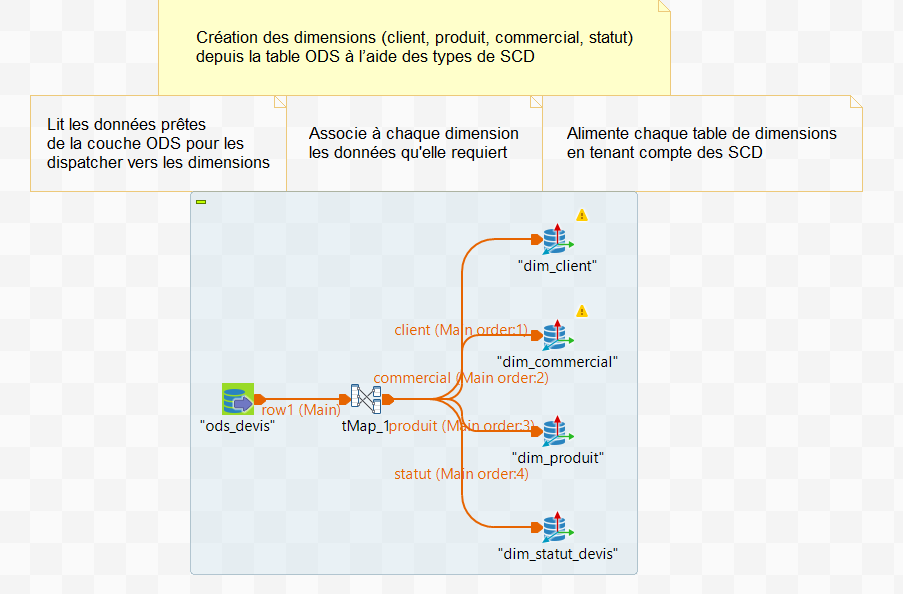 Création des dimensions (client, produit, commercial, statut)
depuis la table ODS à l'aide des types de SCD
Lit les données prêtes
de la couche ODS pour les
dispatcher vers les dimensions
Associe à chaque dimension
les données qu'elle requiert
Alimente chaque table de dimensions
en tenant compte des SCD
"dim_client"
client (Main order:1)
"dim_commercial"
commercial (Main order:2)
row1 (Main)
"ods_devis"
tMap_1
produit (Main order:3)
"dim_produit"
statut (Main order:4)
"dim_statut_devis"